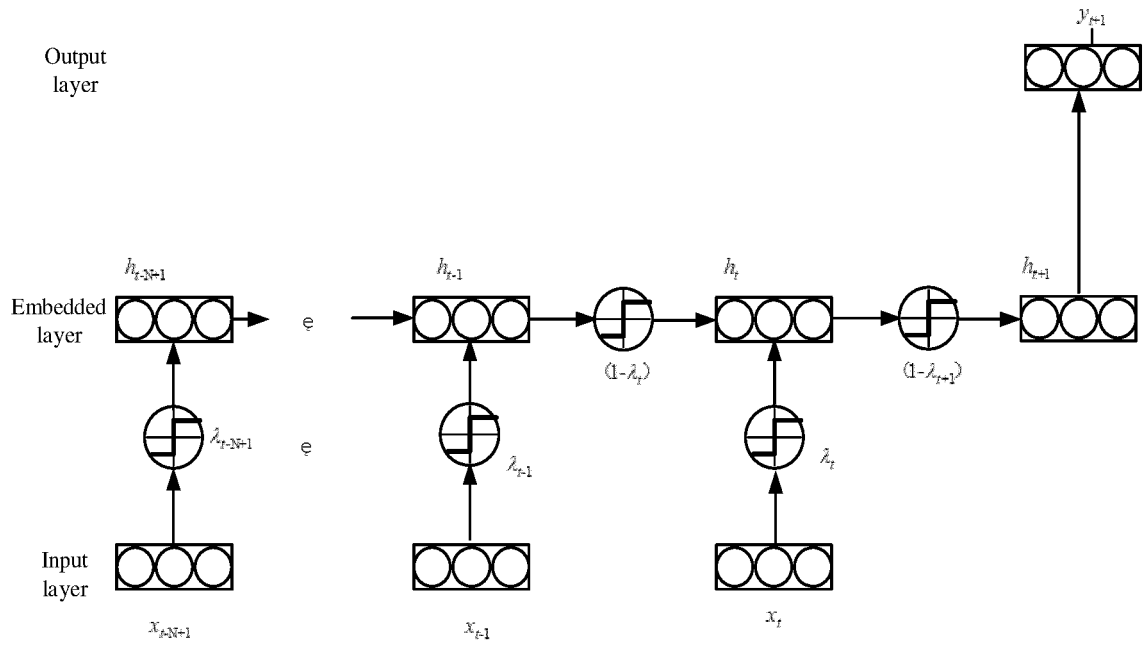 y_{t+1}
Output
layer
h_{t-N+1} h_{t-1} h_t h_{t+1}
Embedded
layer
e
(1-λ_t) (1-λ_{t+1})
λ_{t-N+1} e λ_{t-1} λ_t
Input
layer
x_{t-N+1} x_{t-1} x_t